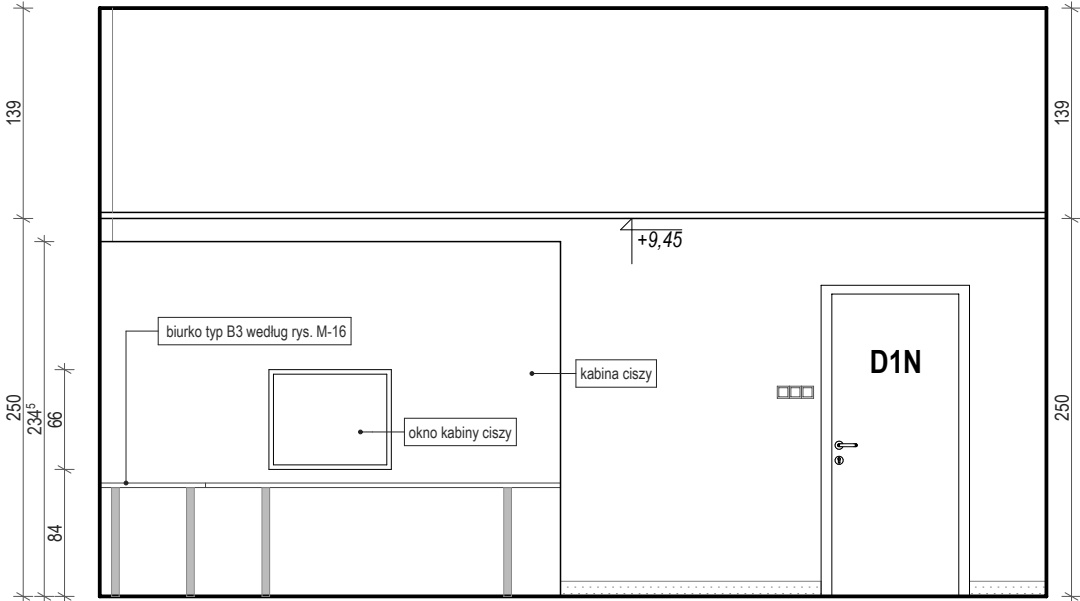 139
139
+9,45
biurko typ B3 według rys. M-16
D1N
kabina ciszy
okno kabiny ciszy
250
234⁵
66
250
84